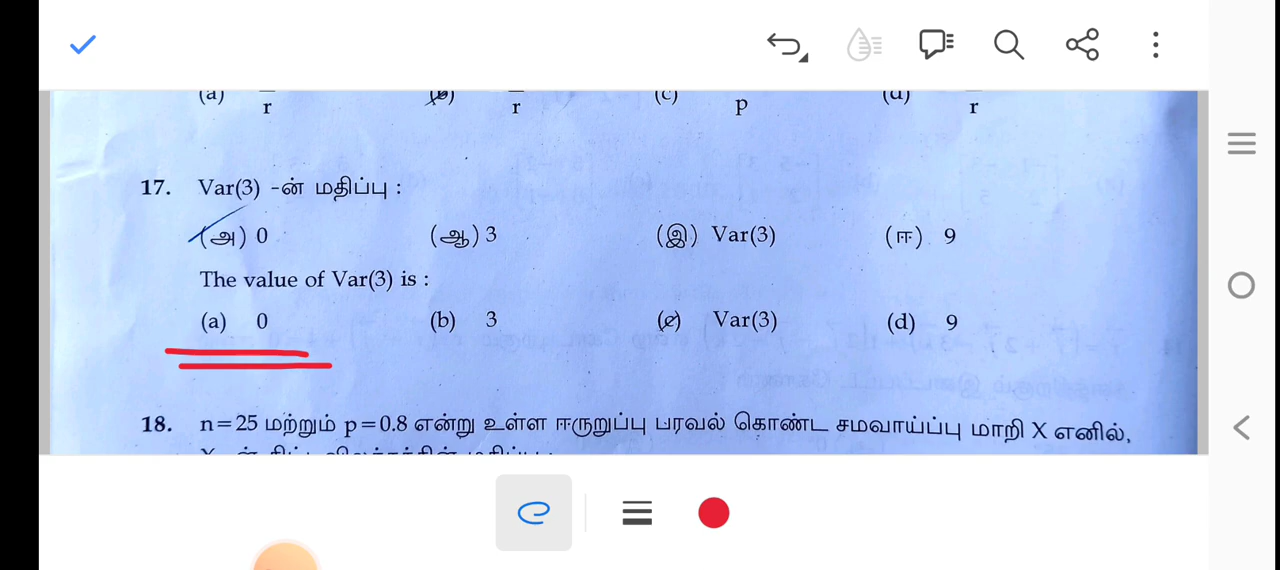 (a) r (b) r (c) p (d) r
17. Var(3) -ன் மதிப்பு :
(அ) 0 (ஆ) 3 (இ) Var(3) (ஈ) 9
The value of Var(3) is :
(a) 0 (b) 3 (c) Var(3) (d) 9
18. n=25 மற்றும் p=0.8 என்று உள்ள ஈருறுப்பு பரவல் கொண்ட சமவாய்ப்பு மாறி X எனில்,